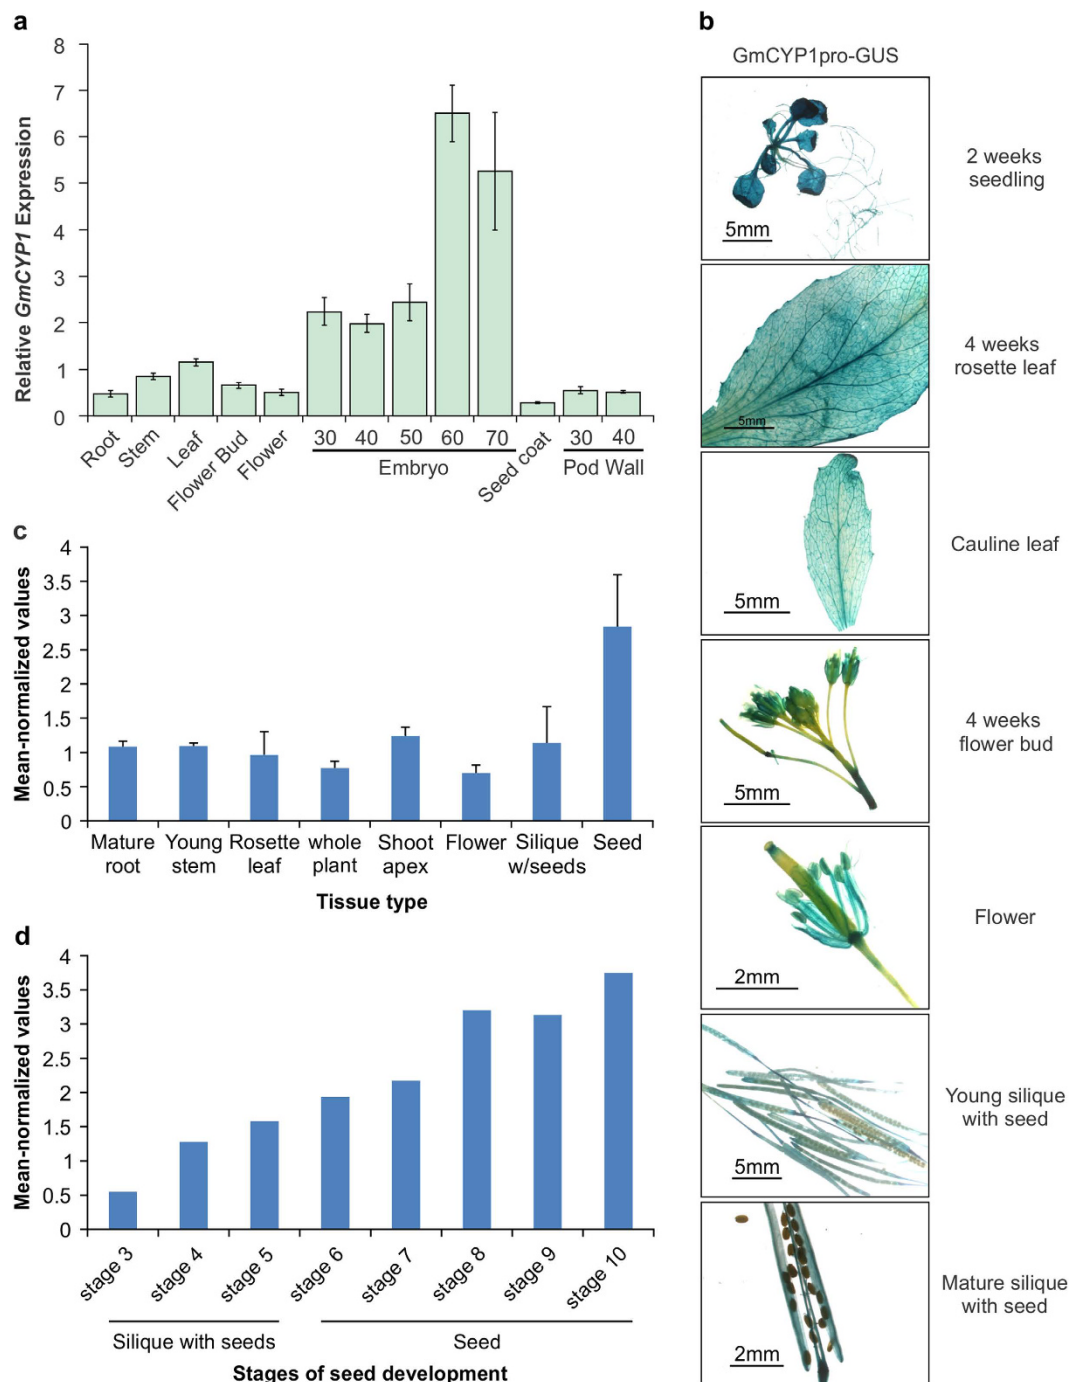 a
8
7
6
5
4
3
2
1
0
Relative GmCYP1 Expression
Root
Stem
Leaf
Flower Bud
Flower
30 40 50 60 70
Embryo
Seed coat
30 40
Pod Wall
b
GmCYP1pro-GUS
5mm
2 weeks
seedling
5mm
4 weeks
rosette leaf
5mm
Cauline leaf
5mm
4 weeks
flower bud
2mm
Flower
5mm
Young silique
with seed
2mm
Mature silique
with seed
c
4
3.5
3
2.5
2
1.5
1
0.5
0
Mean-normalized values
Mature
root
Young
stem
Rosette
leaf
whole
plant
Shoot
apex
Flower
Silique
w/seeds
Seed
Tissue type
d
4
3.5
3
2.5
2
1.5
1
0.5
0
Mean-normalized values
stage 3
stage 4
stage 5
stage 6
stage 7
stage 8
stage 9
stage 10
Silique with seeds
Seed
Stages of seed development